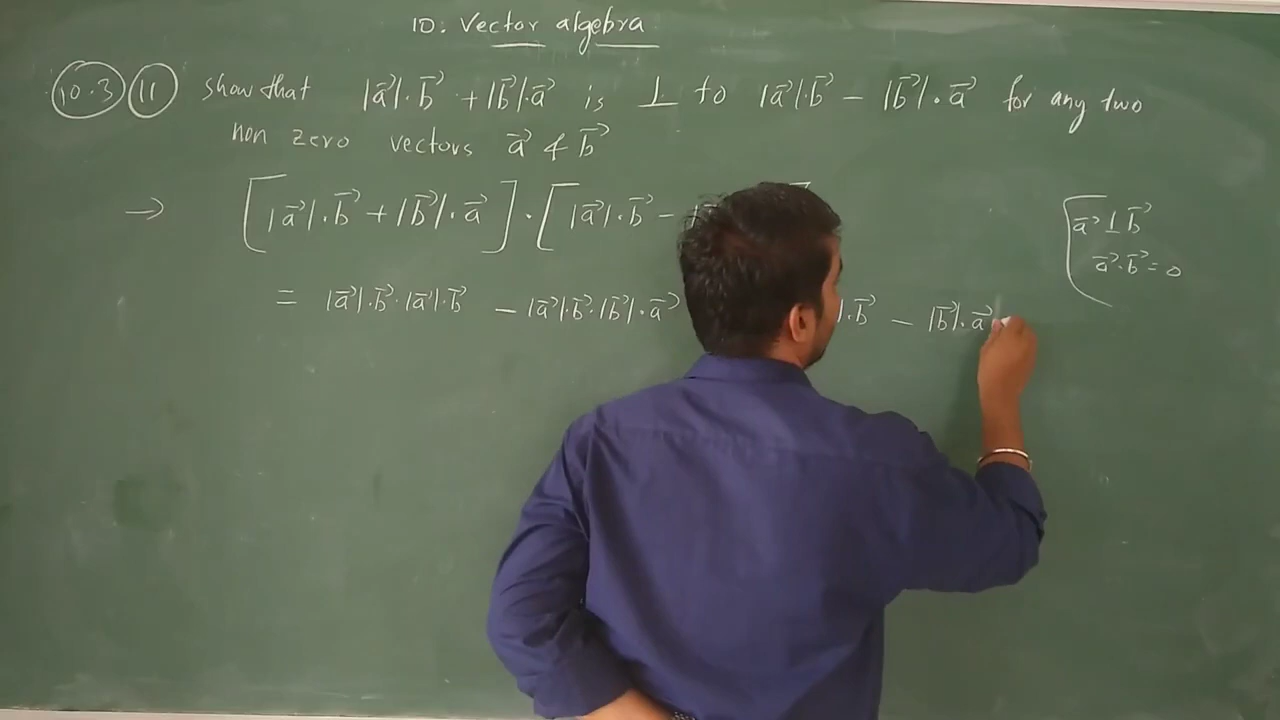 10. Vector algebra
10.3 11 show that |a⃗|.b⃗ + |b⃗|.a⃗ is ⊥ to |a⃗|.b⃗ – |b⃗|.a⃗ for any two
non zero vectors a⃗ & b⃗
→ [|a⃗|.b⃗ + |b⃗|.a⃗] . [|a⃗|.b⃗ –
a⃗ ⊥ b⃗
a⃗.b⃗ = 0
= |a⃗|.b⃗.|a⃗|.b⃗ – |a⃗|.b⃗.|b⃗|.a⃗ |.b⃗ – |b⃗|.a⃗